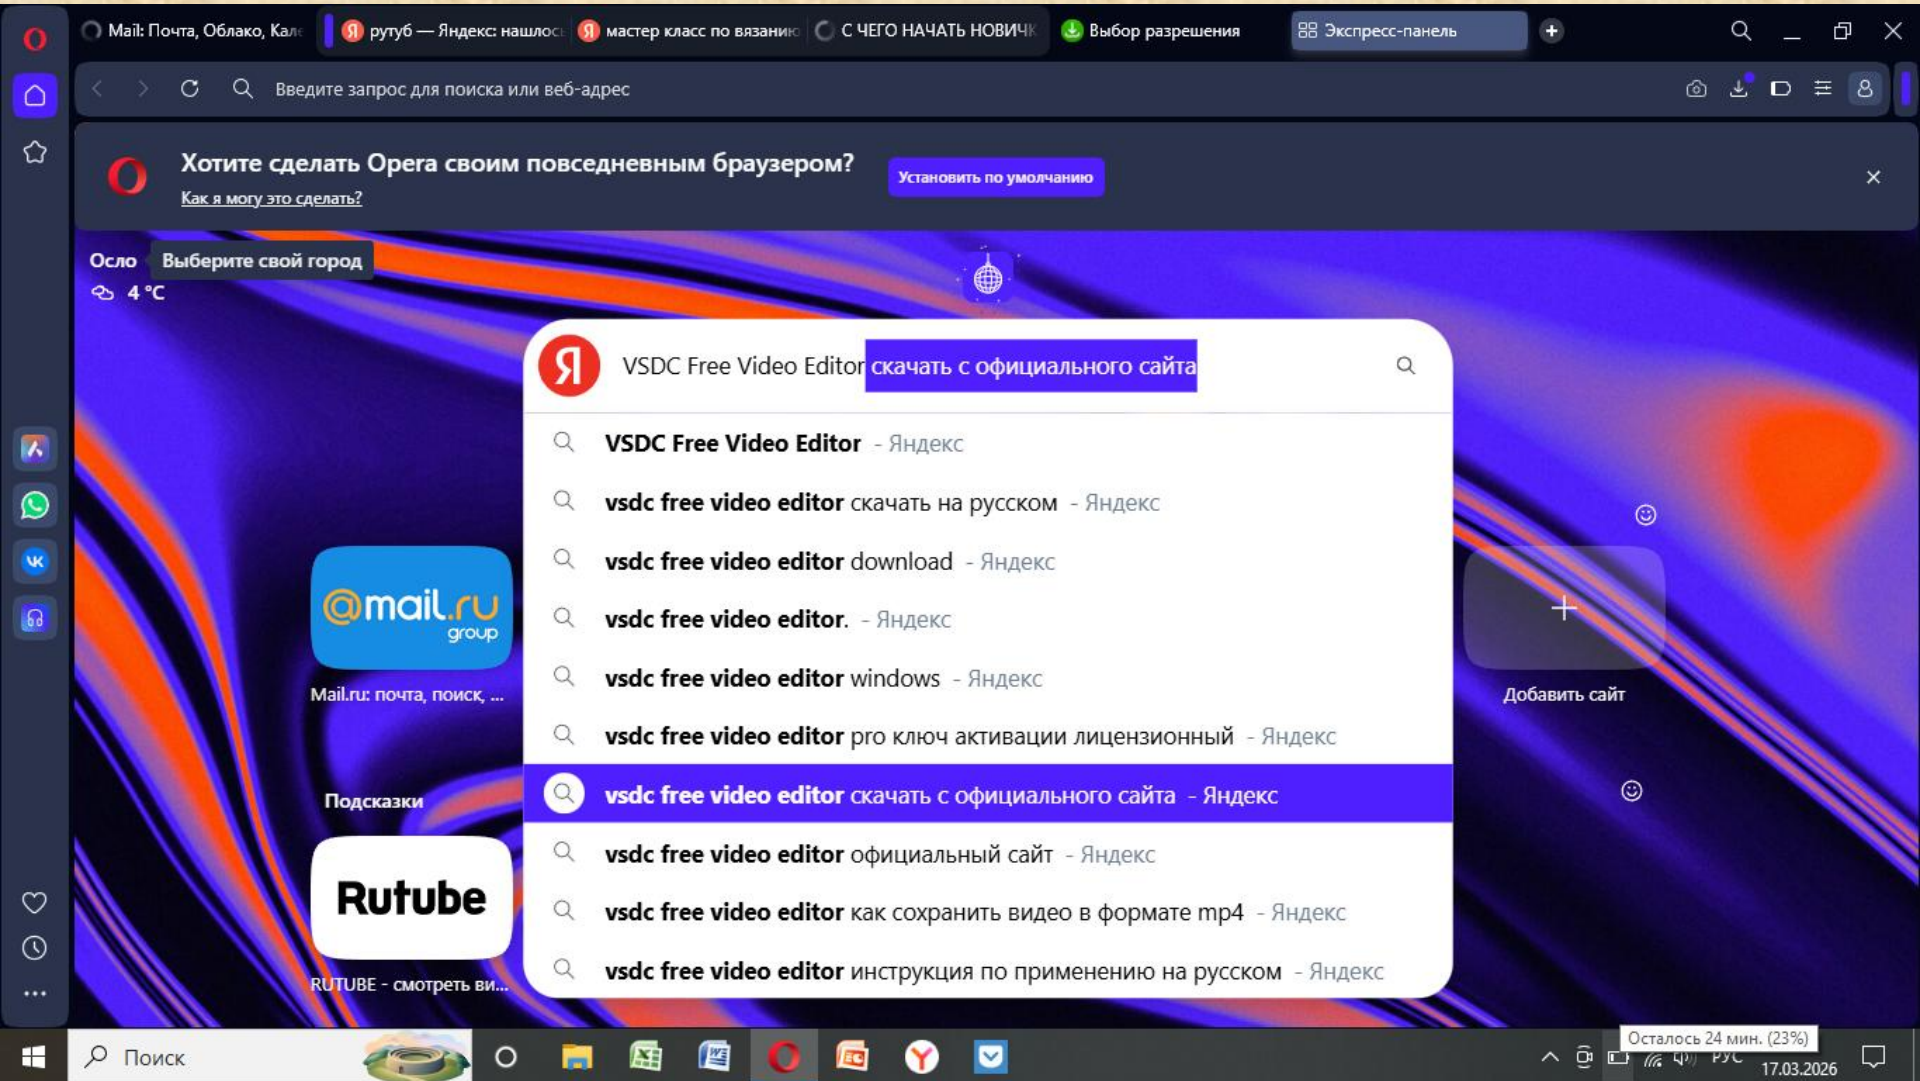 Mail: Почта, Облако, Кале
рутуб — Яндекс: нашлось
мастер класс по вязанию
С ЧЕГО НАЧАТЬ НОВИЧК
Выбор разрешения
Экспресс-панель
Введите запрос для поиска или веб-адрес
Хотите сделать Opera своим повседневным браузером?
Как я могу это сделать?
Установить по умолчанию
Осло
Выберите свой город
4 °C
Я VSDC Free Video Editor скачать с официального сайта
VSDC Free Video Editor - Яндекс
vsdc free video editor скачать на русском - Яндекс
vsdc free video editor download - Яндекс
vsdc free video editor. - Яндекс
vsdc free video editor windows - Яндекс
vsdc free video editor pro ключ активации лицензионный - Яндекс
vsdc free video editor скачать с официального сайта - Яндекс
vsdc free video editor официальный сайт - Яндекс
vsdc free video editor как сохранить видео в формате mp4 - Яндекс
vsdc free video editor инструкция по применению на русском - Яндекс
@mail.ru
group
Mail.ru: почта, поиск, ...
Добавить сайт
Подсказки
Rutube
RUTUBE - смотреть ви...
Поиск
Осталось 24 мин. (23%)
РУС
17.03.2026